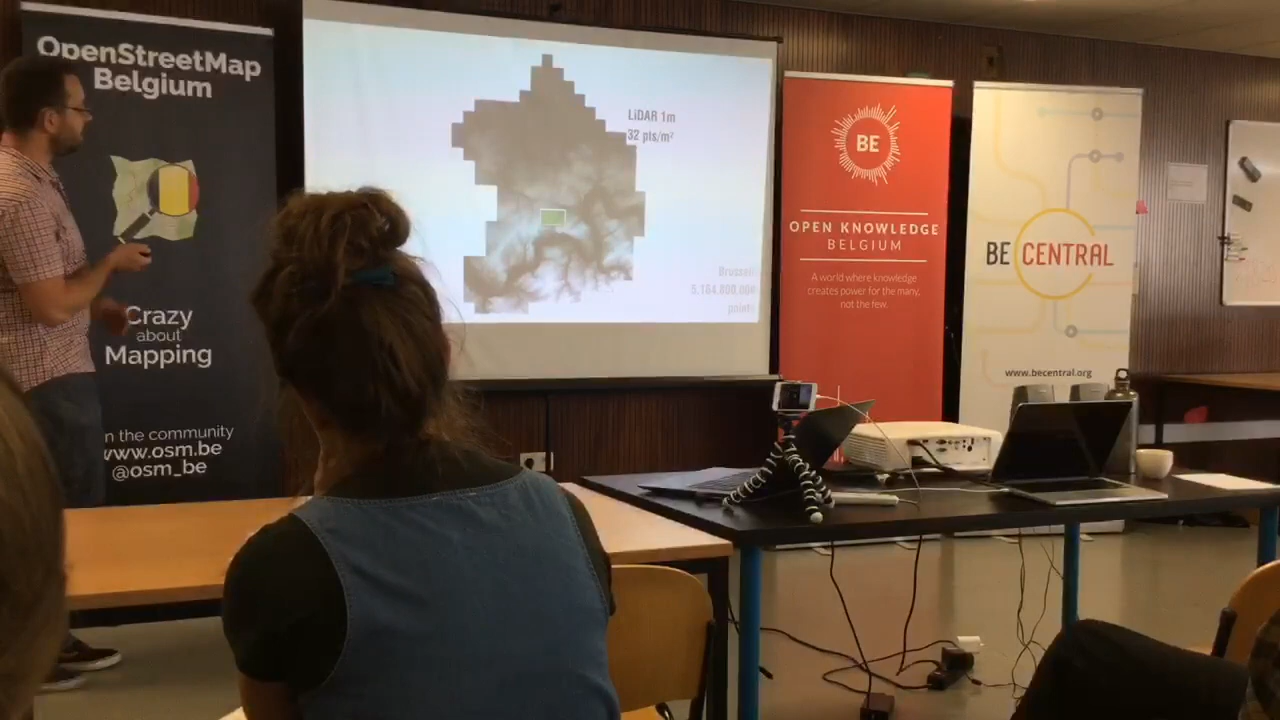 OpenStreetMap
Belgium
Crazy
about
Mapping
n the community
www.osm.be
@osm_be
LiDAR 1m
32 pts/m²
points
BE
OPEN KNOWLEDGE
BELGIUM
A world where knowledge
creates power for the many,
not the few.
BE CENTRAL
www.becentral.org